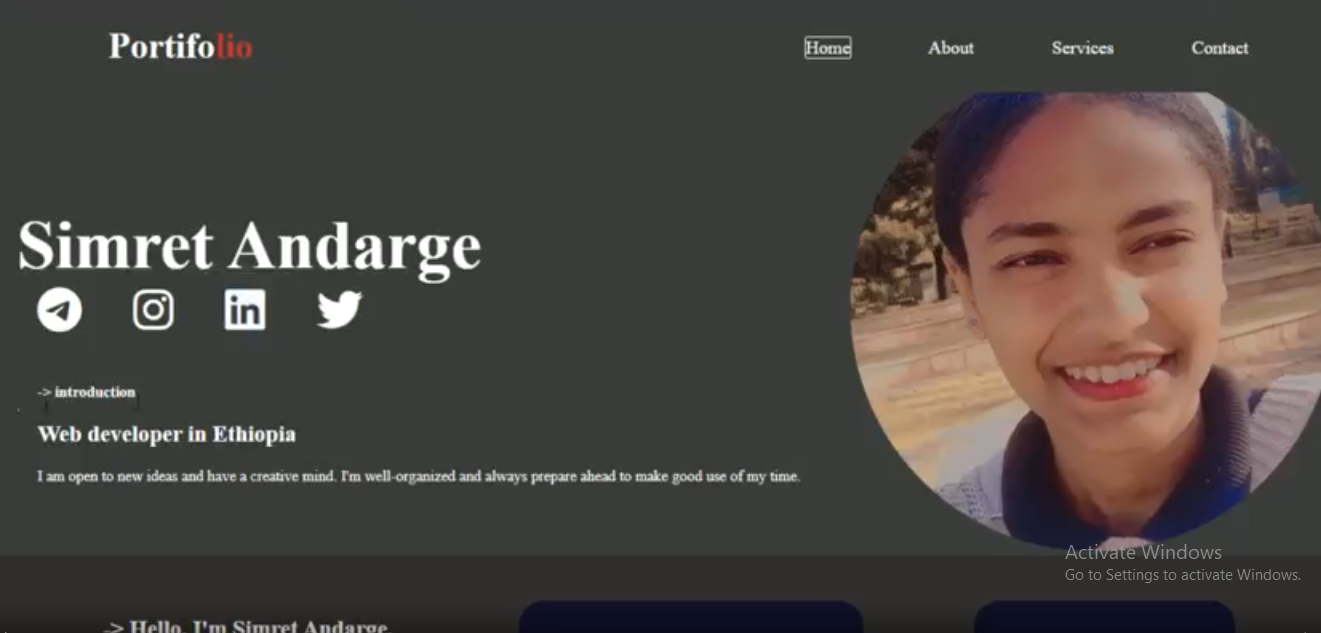 Portifolio
Home About Services Contact
Simret Andarge
in
-> introduction
Web developer in Ethiopia
I am open to new ideas and have a creative mind. I'm well-organized and always prepare ahead to make good use of my time.
Activate Windows
Go to Settings to activate Windows.
-> Hello, I'm Simret Andarge